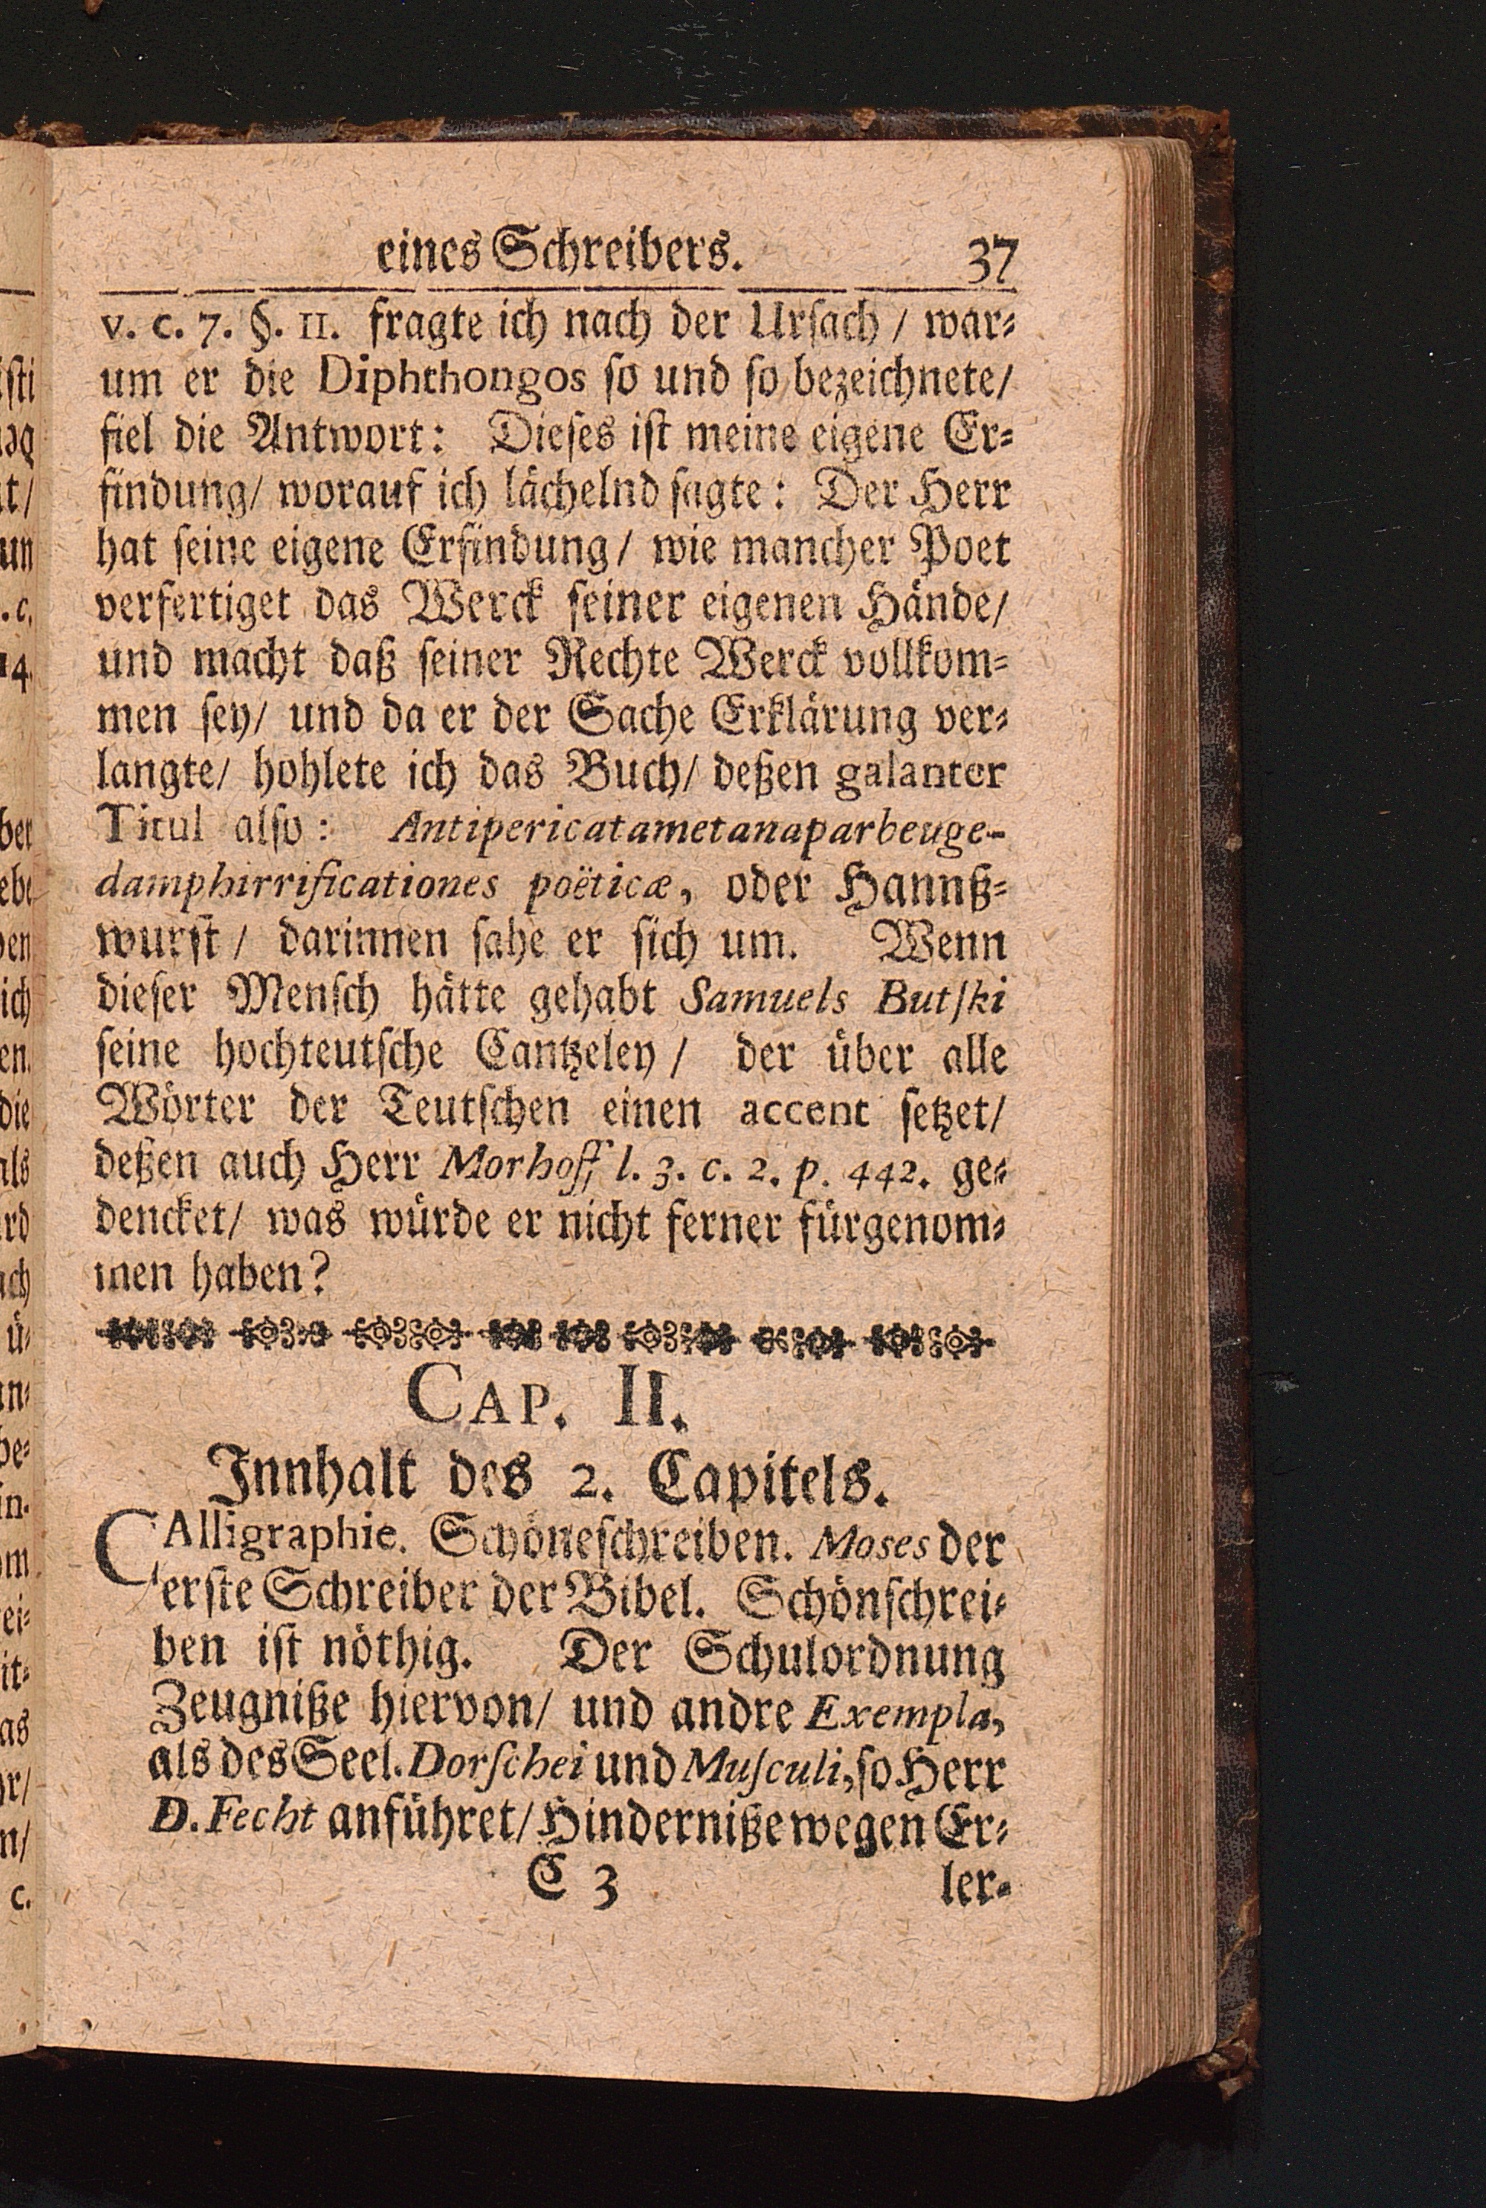 eines Schreibers. 37
v. c. 7. §. 11. fragte ich nach der Urſach / war⸗
um er die Diphthongos ſo und ſo bezeichnete/
fiel die Antwort: Dieſes iſt meine eigene Er⸗
findung/ worauf ich lächelnd ſagte: Der Herr
hat ſeine eigene Erfindung/ wie mancher Poet
verfertiget das Werck ſeiner eigenen Hände/
und macht daß ſeiner Rechte Werck vollkom⸗
men ſey/ und da er der Sache Erklärung ver⸗
langte/ hohlete ich das Buch/ deßen galanter
Titul alſo: Antipericatametanaparbeuge-
damphirrificationes poëticæ, oder Hannß⸗
wurſt / darinnen ſahe er ſich um. Wenn
dieſer Menſch hätte gehabt Samuels Butſki
ſeine hochteutſche Cantzeley / der über alle
Wörter der Teutſchen einen accent ſetzet/
deßen auch Herr Morhoff l. 3. c. 2. p. 442. ge⸗
dencket/ was würde er nicht ferner fürgenom⸗
men haben?
CAP. II.
Innhalt des 2. Capitels.
CAlligraphie. Schöneſchreiben. Moses der
erſte Schreiber der Bibel. Schönſchrei⸗
ben iſt nöthig. Der Schulordnung
Zeugniße hiervon/ und andre Exempla,
als des Seel. Dorſchei und Muſculi, ſo Herr
D. Fecht anführet/ Hinderniße wegen Er⸗
C 3 ler⸗